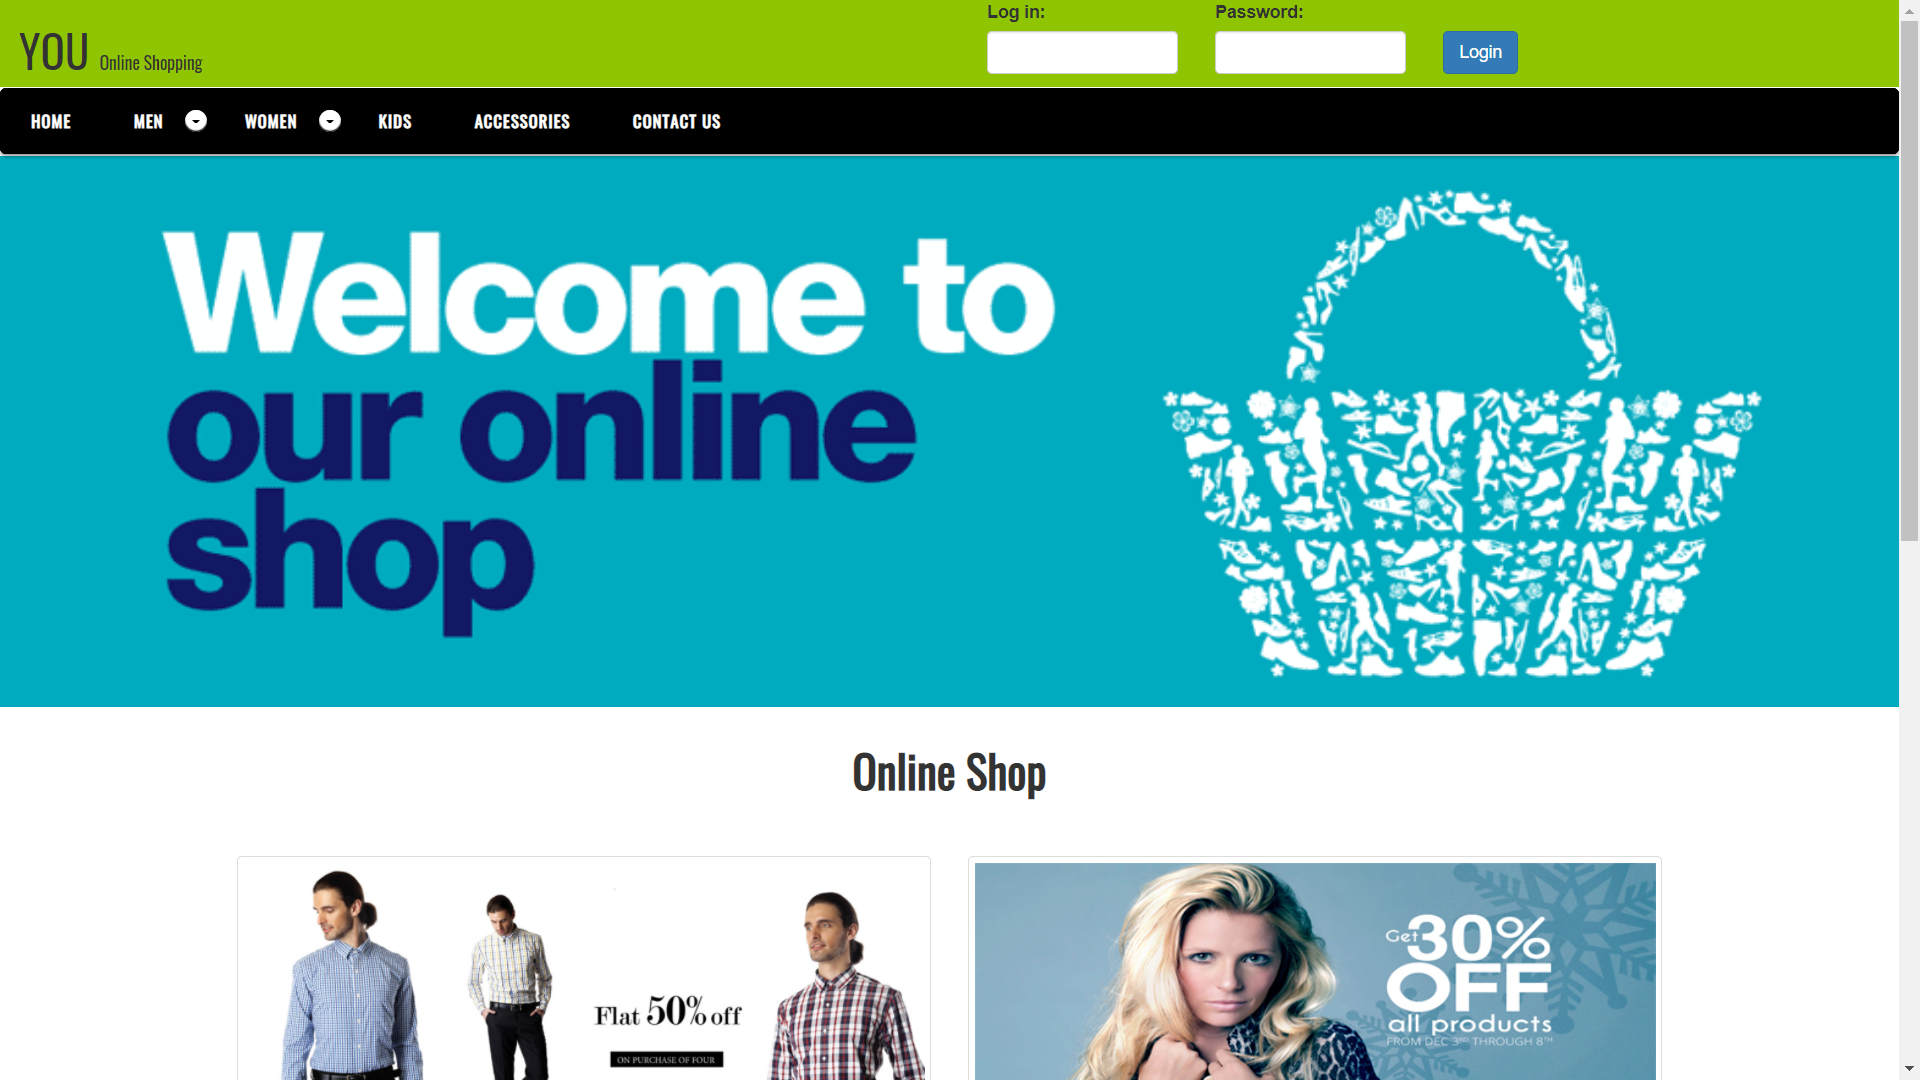 Log in:
Password:
YOU Online Shopping
Login
HOME
MEN
WOMEN
KIDS
ACCESSORIES
CONTACT US
Welcome to
our online
shop
Online Shop
Flat 50% off
ON PURCHASE OF FOUR
Get 30%
OFF
all products
FROM DEC 3RD THROUGH 8TH